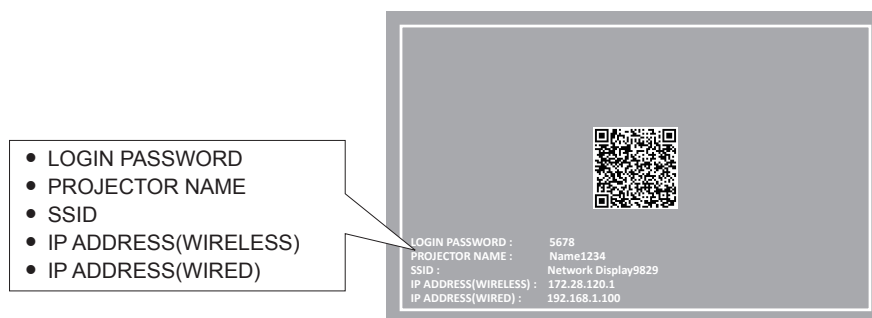 • LOGIN PASSWORD
• PROJECTOR NAME
• SSID
• IP ADDRESS(WIRELESS)
• IP ADDRESS(WIRED)
LOGIN PASSWORD : 5678
PROJECTOR NAME : Name1234
SSID : Network Display9829
IP ADDRESS(WIRELESS) : 172.28.120.1
IP ADDRESS(WIRED) : 192.168.1.100